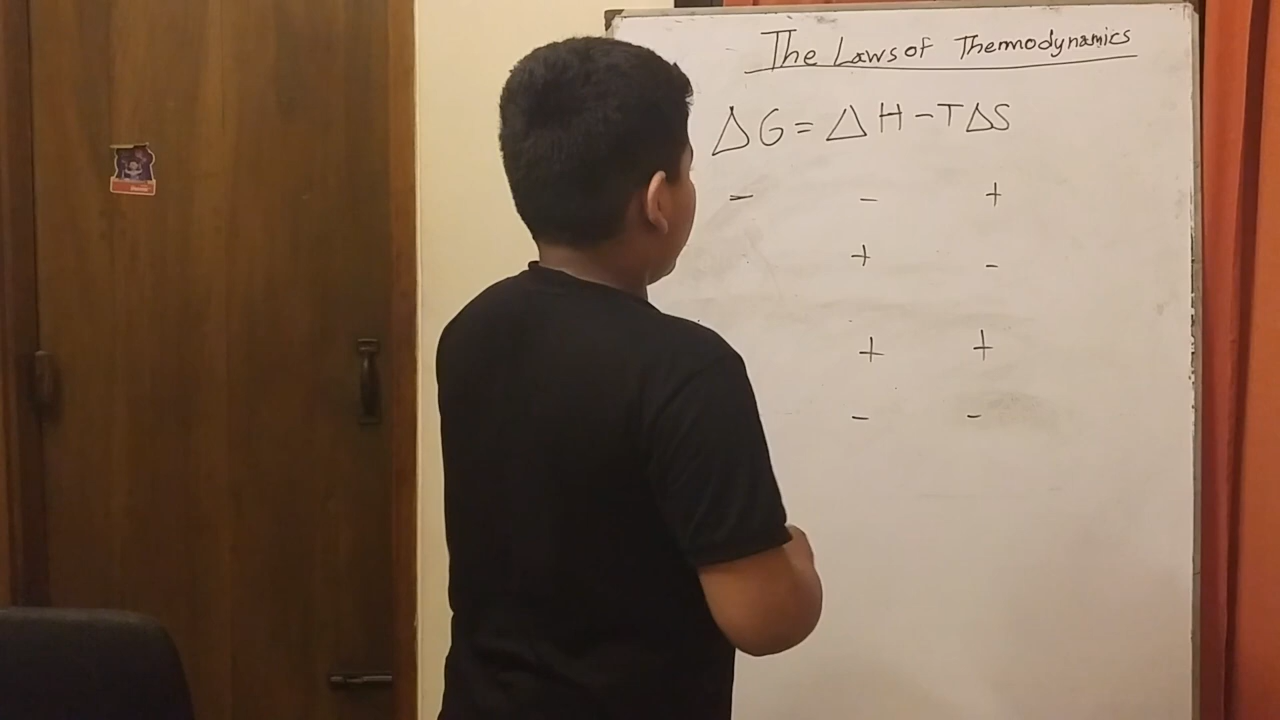 The Laws of Thermodynamics
ΔG = ΔH - TΔS
- - +
+ -
+ +
- -